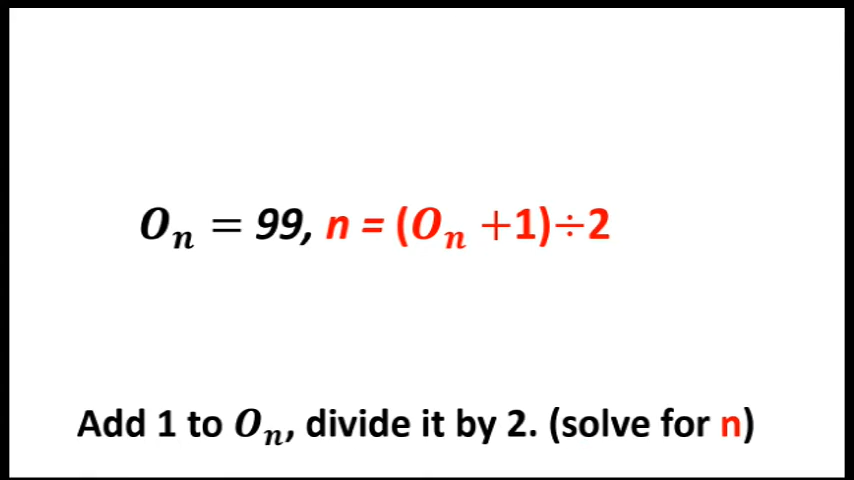 Oₙ = 99, n = (Oₙ +1)÷2
Add 1 to Oₙ, divide it by 2. (solve for n)